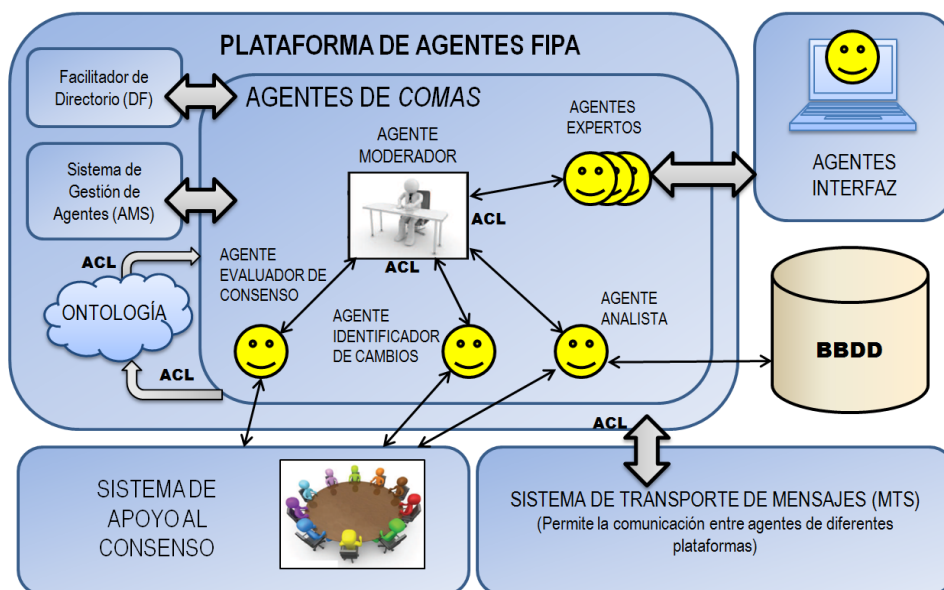 PLATAFORMA DE AGENTES FIPA
Facilitador de
Directorio (DF)
AGENTES DE COMAS
AGENTES
EXPERTOS
AGENTE
MODERADOR
Sistema de
Gestión de
Agentes (AMS)
AGENTES
INTERFAZ
ACL
ACL
ACL
AGENTE
EVALUADOR DE
CONSENSO
ONTOLOGÍA
AGENTE
IDENTIFICADOR
DE CAMBIOS
AGENTE
ANALISTA
BBDD
ACL
ACL
SISTEMA DE
APOYO AL
CONSENSO
SISTEMA DE TRANSPORTE DE MENSAJES (MTS)
(Permite la comunicación entre agentes de diferentes
plataformas)